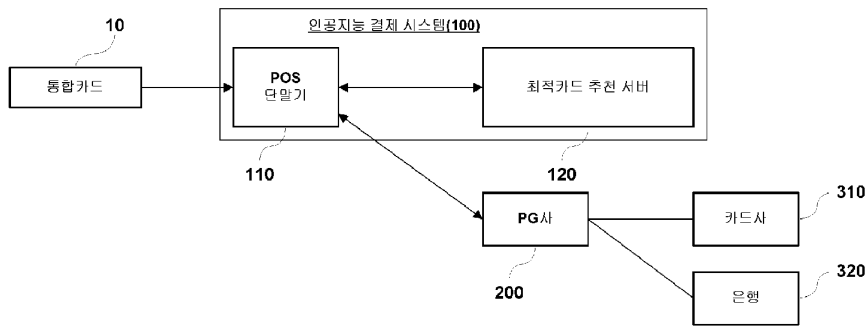 10
인공지능 결제 시스템(100)
통합카드
POS
단말기
최적카드 추천 서버
110
120
PG사
카드사
310
200
은행
320